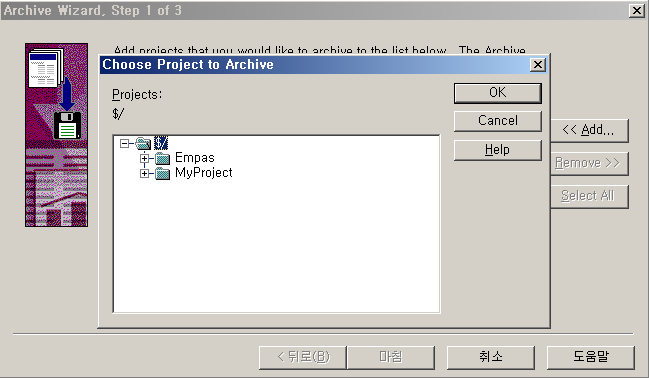 Archive Wizard, Step 1 of 3
Add projects that you would like to archive to the list below. The Archive
Choose Project to Archive
Projects:
$/
$/
Empas
MyProject
OK
Cancel
Help
<< Add...
Remove >>
Select All
< 뒤로(B)
마침
취소
도움말